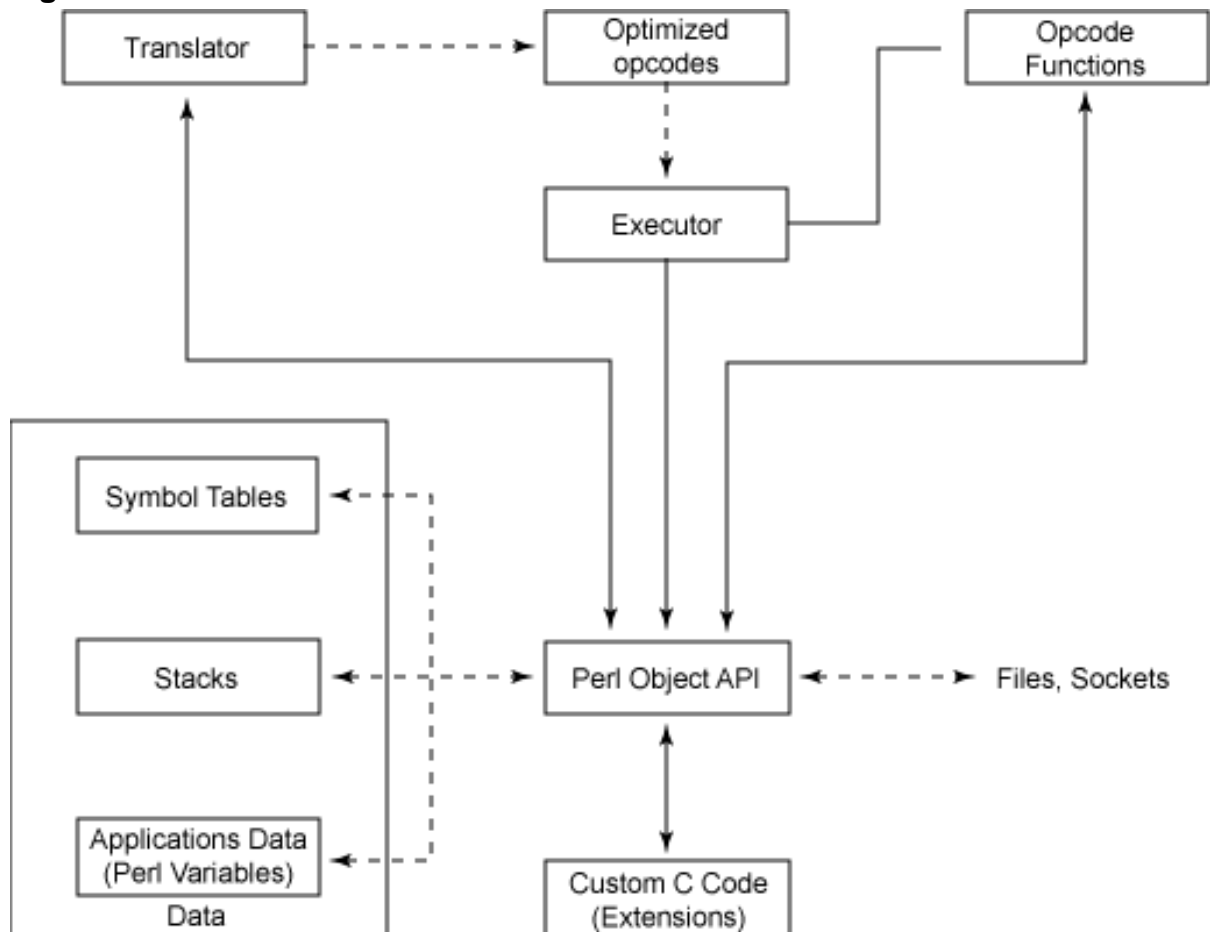 Translator
Optimized
opcodes
Opcode
Functions
Executor
Symbol Tables
Stacks
Perl Object API
Files, Sockets
Applications Data
(Perl Variables)
Data
Custom C Code
(Extensions)